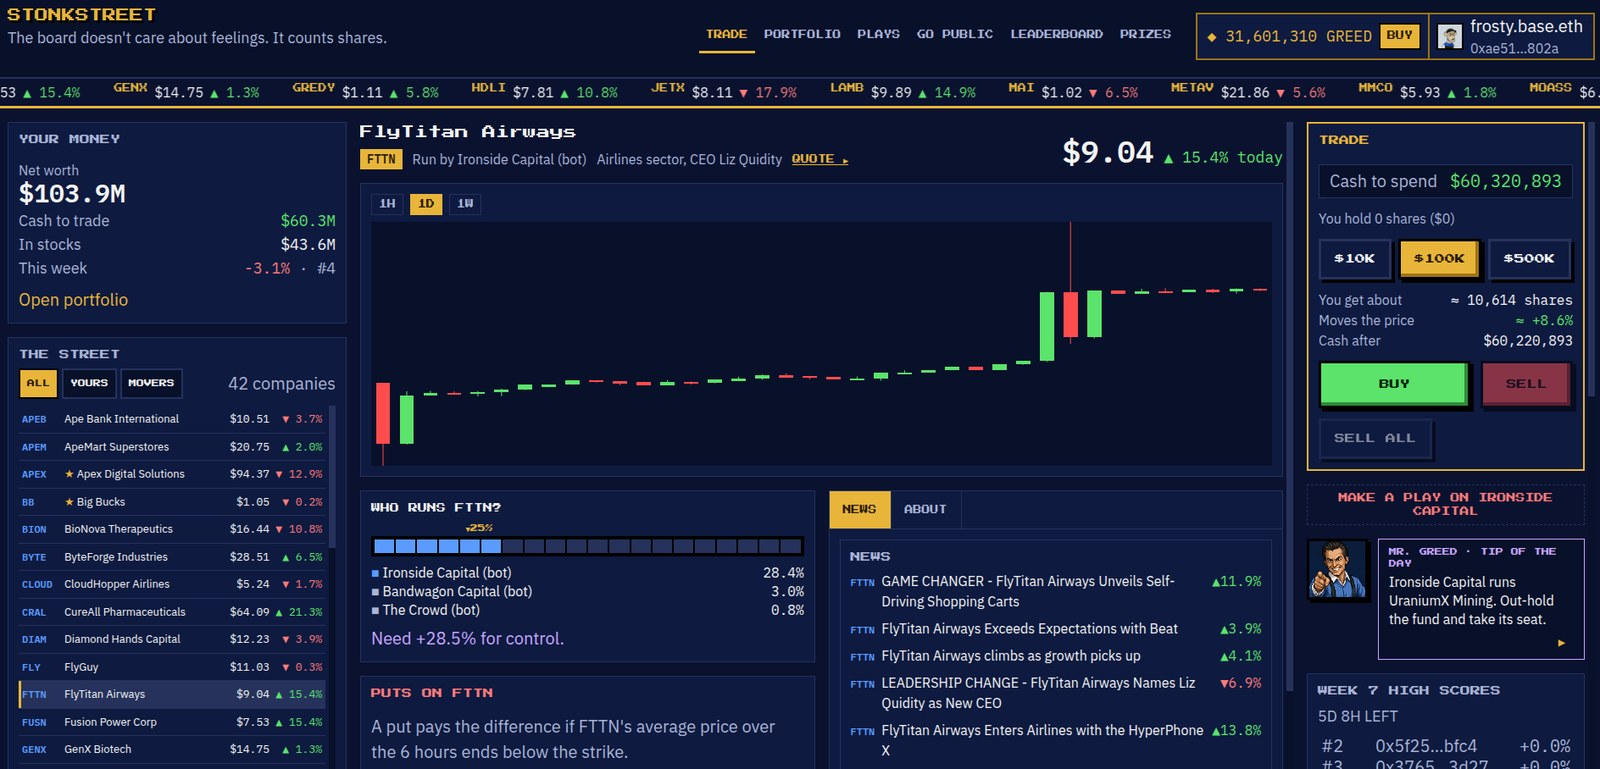 STONKSTREET
The board doesn't care about feelings. It counts shares.
TRADE PORTFOLIO PLAYS GO PUBLIC LEADERBOARD PRIZES
◆ 31,601,310 GREED BUY
frosty.base.eth
0xae51...802a
53 ▲ 15.4% GENX $14.75 ▲ 1.3% GREDY $1.11 ▲ 5.8% HDLI $7.81 ▲ 10.8% JETX $8.11 ▼ 17.9% LAMB $9.89 ▲ 14.9% MAI $1.02 ▼ 6.5% METAV $21.86 ▼ 5.6% MMCO $5.93 ▲ 1.8% MOASS $6.
YOUR MONEY
Net worth
$103.9M
Cash to trade $60.3M
In stocks $43.6M
This week -3.1% · #4
Open portfolio
THE STREET
ALL YOURS MOVERS 42 companies
APEB Ape Bank International $10.51 ▼ 3.7%
APEM ApeMart Superstores $20.75 ▲ 2.0%
APEX ★ Apex Digital Solutions $94.37 ▼ 12.9%
BB ★ Big Bucks $1.05 ▼ 0.2%
BION BioNova Therapeutics $16.44 ▼ 10.8%
BYTE ByteForge Industries $28.51 ▲ 6.5%
CLOUD CloudHopper Airlines $5.24 ▼ 1.7%
CRAL CureAll Pharmaceuticals $64.09 ▲ 21.3%
DIAM Diamond Hands Capital $12.23 ▼ 3.9%
FLY FlyGuy $11.03 ▼ 0.3%
FTTN FlyTitan Airways $9.04 ▲ 15.4%
FUSN Fusion Power Corp $7.53 ▲ 15.4%
GENX GenX Biotech $14.75 ▲ 1.3%
FlyTitan Airways
FTTN Run by Ironside Capital (bot) Airlines sector, CEO Liz Quidity QUOTE ▸
$9.04 ▲ 15.4% today
1H 1D 1W
WHO RUNS FTTN?
▾25%
Ironside Capital (bot) 28.4%
Bandwagon Capital (bot) 3.0%
The Crowd (bot) 0.8%
Need +28.5% for control.
PUTS ON FTTN
A put pays the difference if FTTN's average price over
the 6 hours ends below the strike.
NEWS ABOUT
NEWS
FTTN GAME CHANGER - FlyTitan Airways Unveils Self-
Driving Shopping Carts ▲11.9%
FTTN FlyTitan Airways Exceeds Expectations with Beat ▲3.9%
FTTN FlyTitan Airways climbs as growth picks up ▲4.1%
FTTN LEADERSHIP CHANGE - FlyTitan Airways Names Liz
Quidity as New CEO ▼6.9%
FTTN FlyTitan Airways Enters Airlines with the HyperPhone
X ▲13.8%
TRADE
Cash to spend $60,320,893
You hold 0 shares ($0)
$10K $100K $500K
You get about ≈ 10,614 shares
Moves the price ≈ +8.6%
Cash after $60,220,893
BUY SELL
SELL ALL
MAKE A PLAY ON IRONSIDE
CAPITAL
MR. GREED · TIP OF THE
DAY
Ironside Capital runs
UraniumX Mining. Out-hold
the fund and take its seat.
▸
WEEK 7 HIGH SCORES
5D 8H LEFT
#2 0x5f25...bfc4 +0.0%
#3 0x3765...3d27 +0.0%